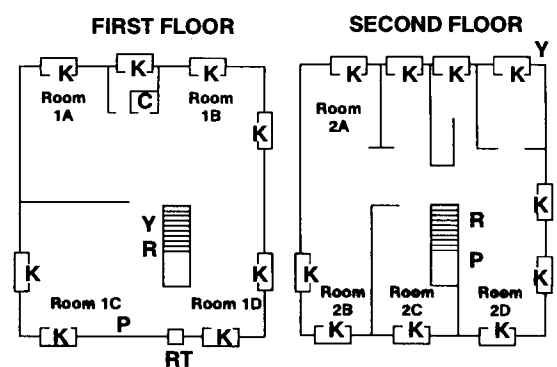 FIRST FLOOR
K K K
Room 1A
C
Room 1B
K
Y
R
K
K
Room 1C
P
Room 1D
K
K
RT
SECOND FLOOR
Y
K K K K
Room 2A
K
R
P
K
K
Room 2B
Room 2C
Room 2D
K K K